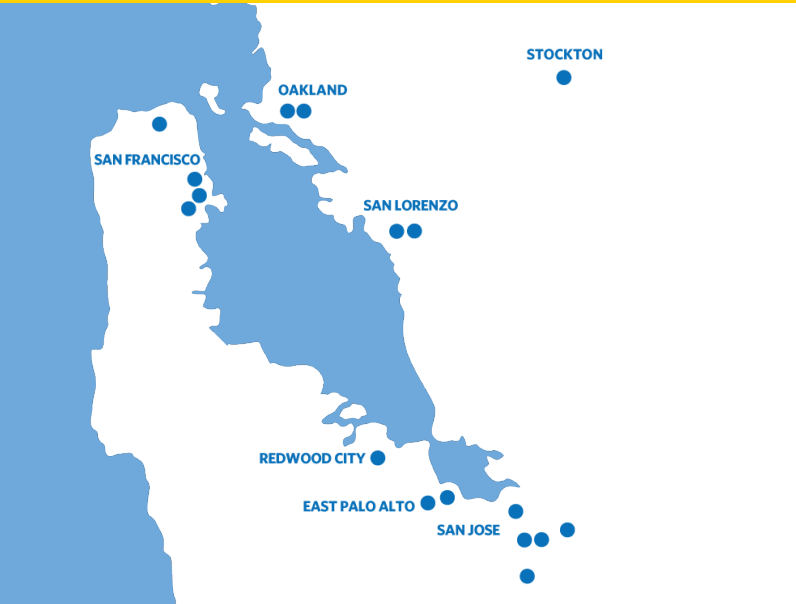 STOCKTON
OAKLAND
SAN FRANCISCO
SAN LORENZO
REDWOOD CITY
EAST PALO ALTO
SAN JOSE